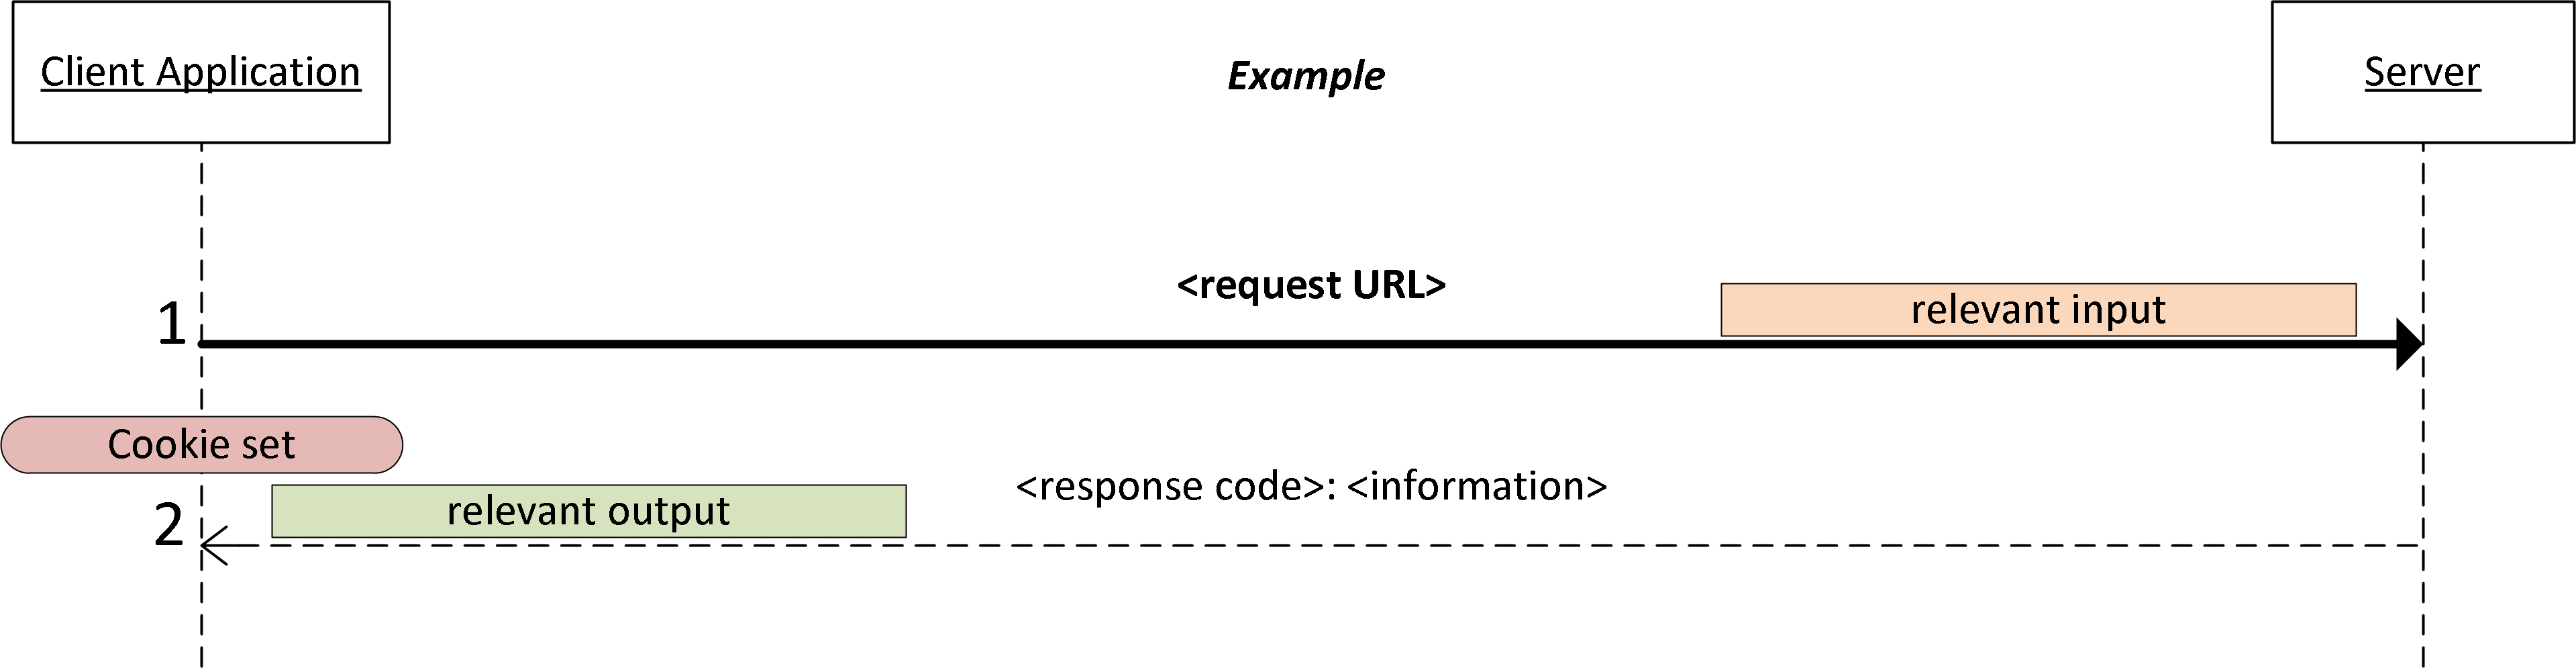 Client Application
Example
Server
<request URL>
1
relevant input
Cookie set
<response code>: <information>
2
relevant output